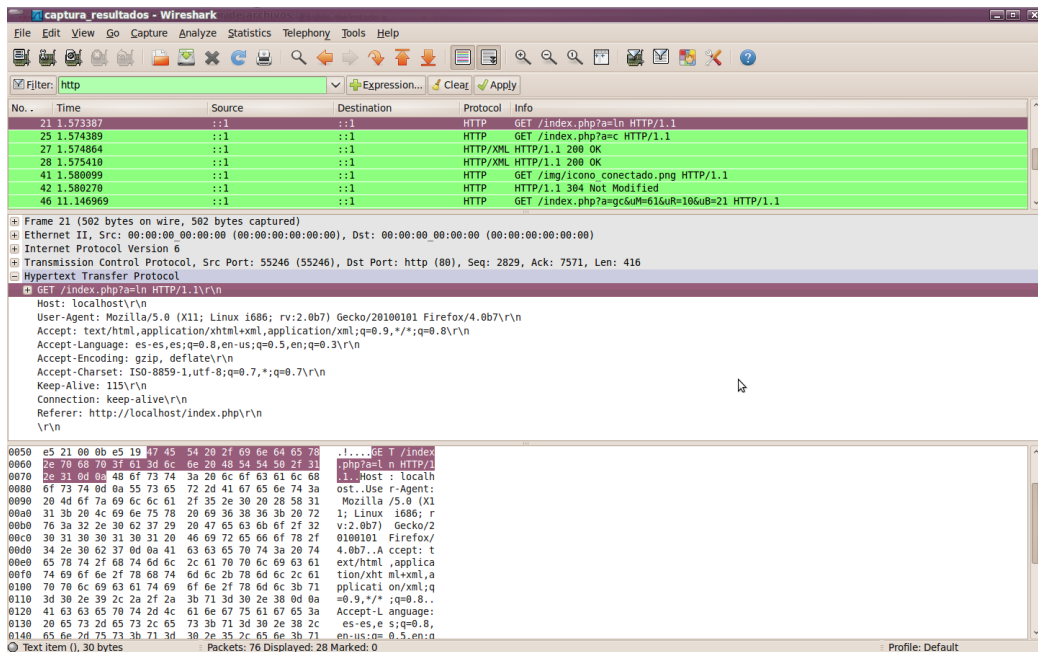 captura_resultados - Wireshark
File Edit View Go Capture Analyze Statistics Telephony Tools Help
Filter: http Expression... Clear Apply
No. . Time Source Destination Protocol Info
21 1.573387 ::1 ::1 HTTP GET /index.php?a=ln HTTP/1.1
25 1.574389 ::1 ::1 HTTP GET /index.php?a=c HTTP/1.1
27 1.574864 ::1 ::1 HTTP/XML HTTP/1.1 200 OK
28 1.575410 ::1 ::1 HTTP/XML HTTP/1.1 200 OK
41 1.580099 ::1 ::1 HTTP GET /img/icono_conectado.png HTTP/1.1
42 1.580270 ::1 ::1 HTTP HTTP/1.1 304 Not Modified
46 11.146969 ::1 ::1 HTTP GET /index.php?a=gc&uM=61&uR=10&uB=21 HTTP/1.1
Frame 21 (502 bytes on wire, 502 bytes captured)
Ethernet II, Src: 00:00:00_00:00:00 (00:00:00:00:00:00), Dst: 00:00:00_00:00:00 (00:00:00:00:00:00)
Internet Protocol Version 6
Transmission Control Protocol, Src Port: 55246 (55246), Dst Port: http (80), Seq: 2829, Ack: 7571, Len: 416
Hypertext Transfer Protocol
GET /index.php?a=ln HTTP/1.1\r\n
Host: localhost\r\n
User-Agent: Mozilla/5.0 (X11; Linux i686; rv:2.0b7) Gecko/20100101 Firefox/4.0b7\r\n
Accept: text/html,application/xhtml+xml,application/xml;q=0.9,*/*;q=0.8\r\n
Accept-Language: es-es,es;q=0.8,en-us;q=0.5,en;q=0.3\r\n
Accept-Encoding: gzip, deflate\r\n
Accept-Charset: ISO-8859-1,utf-8;q=0.7,*;q=0.7\r\n
Keep-Alive: 115\r\n
Connection: keep-alive\r\n
Referer: http://localhost/index.php\r\n
\r\n
0050 e5 21 00 0b e5 19 47 45 54 20 2f 69 6e 64 65 78 .!....GE T /index
0060 2e 70 68 70 3f 61 3d 6c 6e 20 48 54 54 50 2f 31 .php?a=l n HTTP/1
0070 2e 31 0d 0a 48 6f 73 74 3a 20 6c 6f 63 61 6c 68 .1..Host : localh
0080 6f 73 74 0d 0a 55 73 65 72 2d 41 67 65 6e 74 3a ost..Use r-Agent:
0090 20 4d 6f 7a 69 6c 6c 61 2f 35 2e 30 20 28 58 31 Mozilla /5.0 (X1
00a0 31 3b 20 4c 69 6e 75 78 20 69 36 38 36 3b 20 72 1; Linux i686; r
00b0 76 3a 32 2e 30 62 37 29 20 47 65 63 6b 6f 2f 32 v:2.0b7) Gecko/2
00c0 30 31 30 30 31 30 31 20 46 69 72 65 66 6f 78 2f 0100101 Firefox/
00d0 34 2e 30 62 37 0d 0a 41 63 63 65 70 74 3a 20 74 4.0b7..A ccept: t
00e0 65 78 74 2f 68 74 6d 6c 2c 61 70 70 6c 69 63 61 ext/html ,applica
00f0 74 69 6f 6e 2f 78 68 74 6d 6c 2b 78 6d 6c 2c 61 tion/xht ml+xml,a
0100 70 70 6c 69 63 61 74 69 6f 6e 2f 78 6d 6c 3b 71 pplicati on/xml;q
0110 3d 30 2e 39 2c 2a 2f 2a 3b 71 3d 30 2e 38 0d 0a =0.9,*/* ;q=0.8..
0120 41 63 63 65 70 74 2d 4c 61 6e 67 75 61 67 65 3a Accept-L anguage:
0130 20 65 73 2d 65 73 2c 65 73 3b 71 3d 30 2e 38 2c es-es,e s;q=0.8,
0140 65 6e 2d 75 73 3b 71 3d 30 2e 35 2c 65 6e 3b 71 en-us;q= 0.5,en;q
Text item (), 30 bytes Packets: 76 Displayed: 28 Marked: 0 Profile: Default